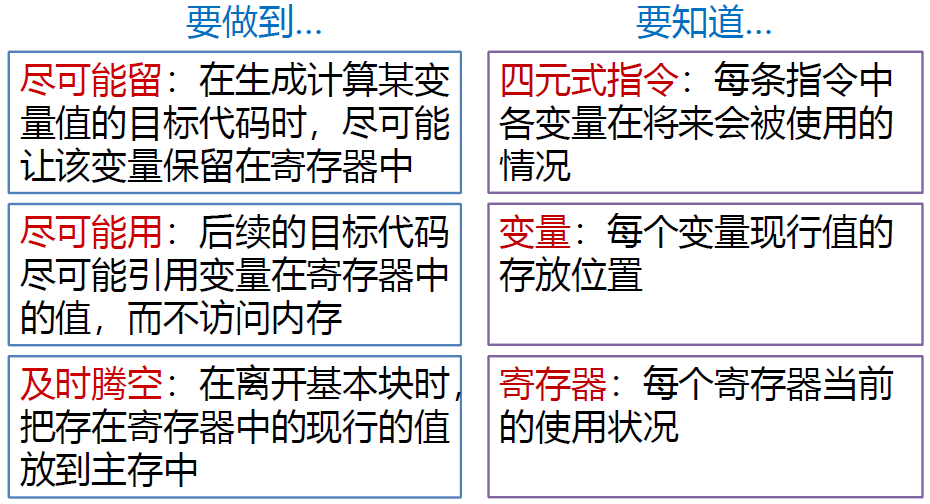 要做到…
尽可能留：在生成计算某变
量值的目标代码时，尽可能
让该变量保留在寄存器中
尽可能用：后续的目标代码
尽可能引用变量在寄存器中
的值，而不访问内存
及时腾空：在离开基本块时，
把存在寄存器中的现行的值
放到主存中
要知道…
四元式指令：每条指令中
各变量在将来会被使用的
情况
变量：每个变量现行值的
存放位置
寄存器：每个寄存器当前
的使用状况